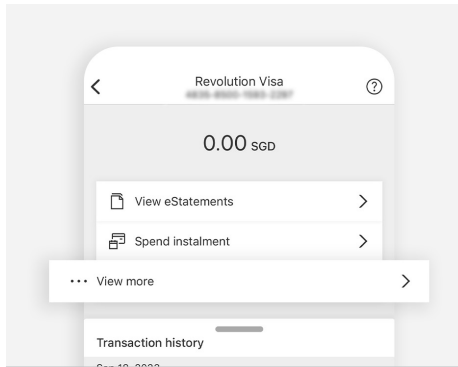 Revolution Visa
0.00 SGD
View eStatements
Spend instalment
View more
Transaction history